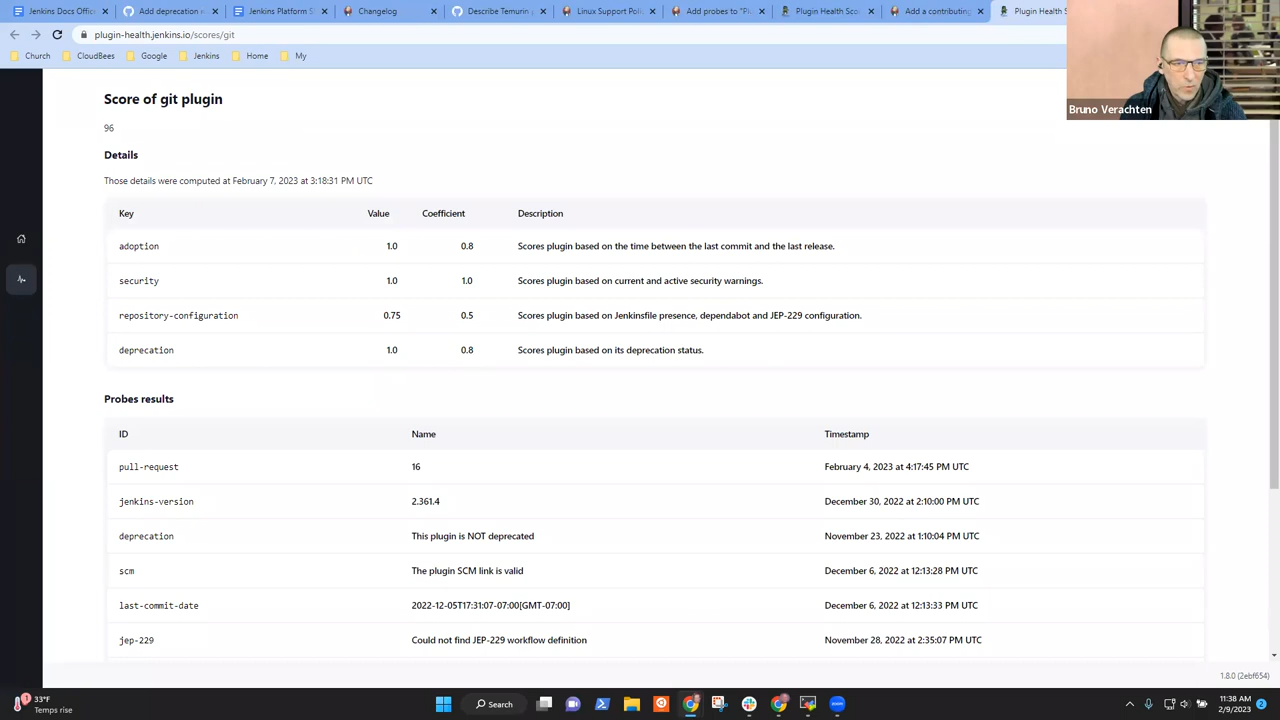 Jenkins Docs Office
Add deprecation n
Jenkins Platform S
Changelog
Describe Temurin
Linux Support Poli
Add probes to "Pl
Plugin Health Scor
Add a contributing
Plugin Health S
plugin-health.jenkins.io/scores/git
Church
CloudBees
Google
Jenkins
Home
My
Bruno Verachten
Score of git plugin
96
Details
Those details were computed at February 7, 2023 at 3:18:31 PM UTC
Key Value Coefficient Description
adoption 1.0 0.8 Scores plugin based on the time between the last commit and the last release.
security 1.0 1.0 Scores plugin based on current and active security warnings.
repository-configuration 0.75 0.5 Scores plugin based on Jenkinsfile presence, dependabot and JEP-229 configuration.
deprecation 1.0 0.8 Scores plugin based on its deprecation status.
Probes results
ID Name Timestamp
pull-request 16 February 4, 2023 at 4:17:45 PM UTC
jenkins-version 2.361.4 December 30, 2022 at 2:10:00 PM UTC
deprecation This plugin is NOT deprecated November 23, 2022 at 1:10:04 PM UTC
scm The plugin SCM link is valid December 6, 2022 at 12:13:28 PM UTC
last-commit-date 2022-12-05T17:31:07-07:00[GMT-07:00] December 6, 2022 at 12:13:33 PM UTC
jep-229 Could not find JEP-229 workflow definition November 28, 2022 at 2:35:07 PM UTC
1.8.0 (2ebf654)
1
33°F
Temps rise
Search
zoom
11:38 AM
2/9/2023
2